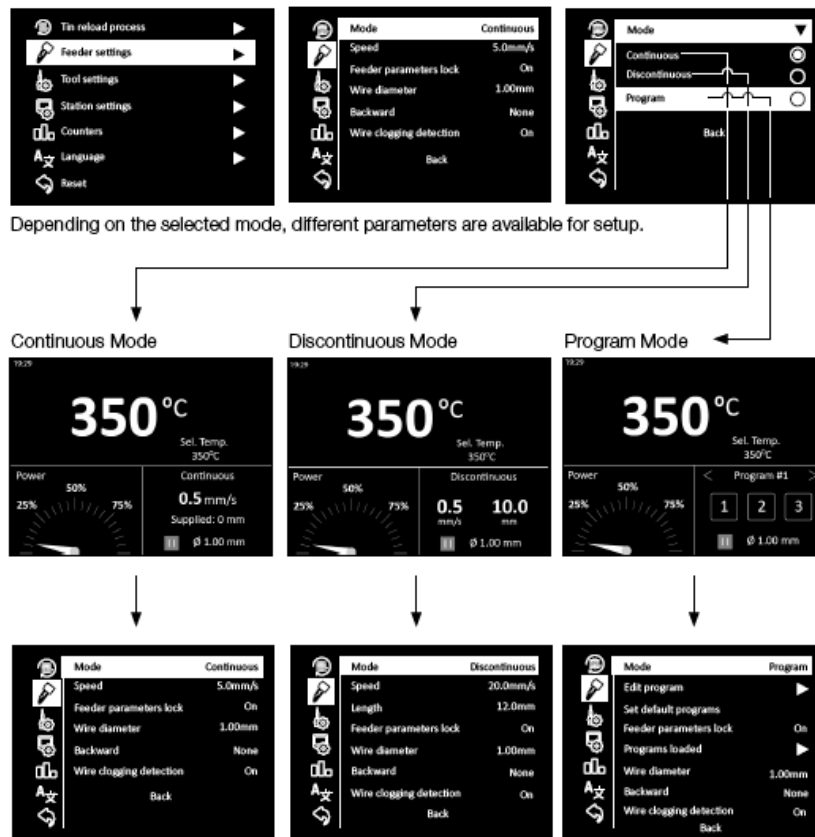 Tin reload process
Feeder settings
Tool settings
Station settings
Counters
Language
Reset
Mode Continuous
Speed 5.0mm/s
Feeder parameters lock On
Wire diameter 1.00mm
Backward None
Wire clogging detection On
Back
Mode
Continuous
Discontinuous
Program
Back
Depending on the selected mode, different parameters are available for setup.
Continuous Mode
19:29
350°C
Sel. Temp.
350°C
Power
25% 50% 75%
Continuous
0.5 mm/s
Supplied: 0 mm
Ø 1.00 mm
Discontinuous Mode
19:29
350°C
Sel. Temp.
350°C
Power
25% 50% 75%
Discontinuous
0.5 10.0
mm/s mm
Ø 1.00 mm
Program Mode
19:29
350°C
Sel. Temp.
350°C
Power
25% 50% 75%
< Program #1 >
1 2 3
Ø 1.00 mm
Mode Continuous
Speed 5.0mm/s
Feeder parameters lock On
Wire diameter 1.00mm
Backward None
Wire clogging detection On
Back
Mode Discontinuous
Speed 20.0mm/s
Length 12.0mm
Feeder parameters lock On
Wire diameter 1.00mm
Backward None
Wire clogging detection On
Back
Mode Program
Edit program
Set default programs
Feeder parameters lock On
Programs loaded
Wire diameter 1.00mm
Backward None
Wire clogging detection On
Back